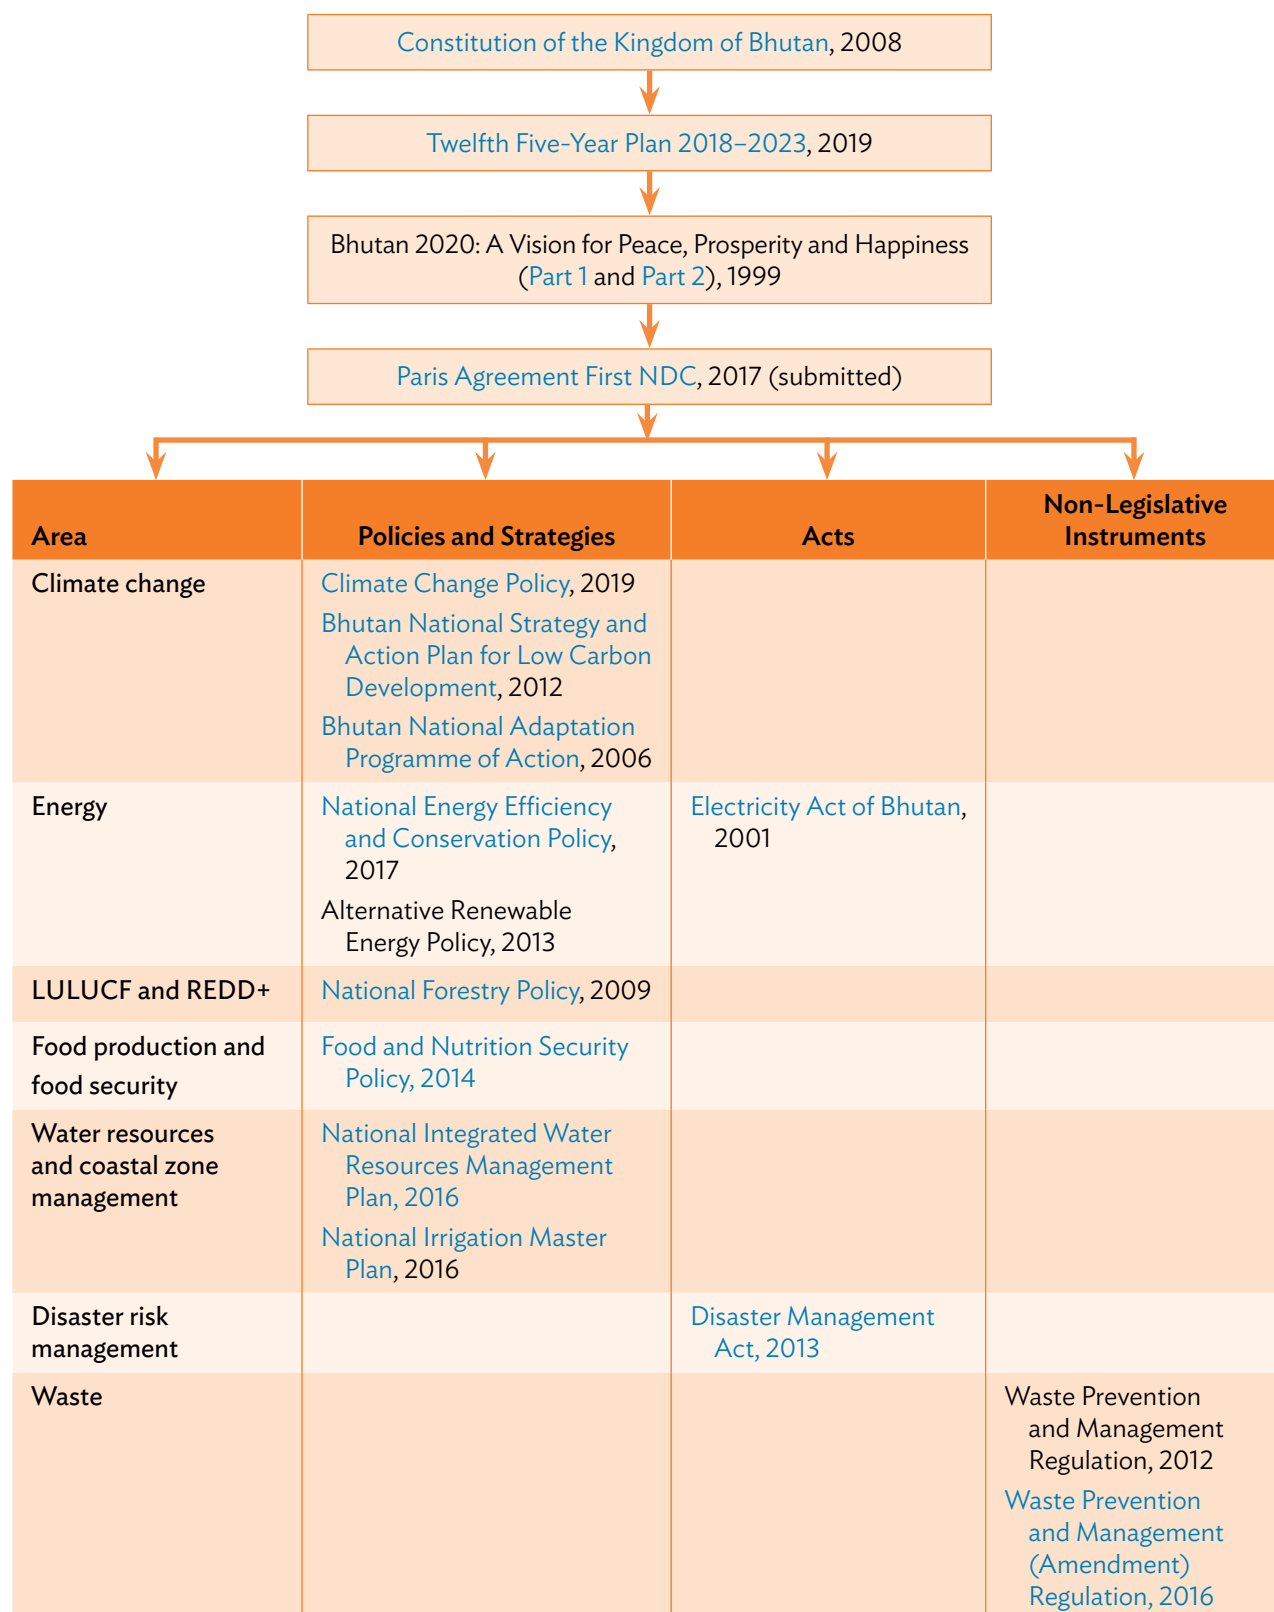 Constitution of the Kingdom of Bhutan, 2008
Twelfth Five-Year Plan 2018–2023, 2019
Bhutan 2020: A Vision for Peace, Prosperity and Happiness
(Part 1 and Part 2), 1999
Paris Agreement First NDC, 2017 (submitted)
Area
Policies and Strategies
Acts
Non-Legislative
Instruments
Climate change
Climate Change Policy, 2019
Bhutan National Strategy and
Action Plan for Low Carbon
Development, 2012
Bhutan National Adaptation
Programme of Action, 2006
Energy
National Energy Efficiency
and Conservation Policy,
2017
Alternative Renewable
Energy Policy, 2013
Electricity Act of Bhutan,
2001
LULUCF and REDD+
National Forestry Policy, 2009
Food production and
food security
Food and Nutrition Security
Policy, 2014
Water resources
and coastal zone
management
National Integrated Water
Resources Management
Plan, 2016
National Irrigation Master
Plan, 2016
Disaster risk
management
Disaster Management
Act, 2013
Waste
Waste Prevention
and Management
Regulation, 2012
Waste Prevention
and Management
(Amendment)
Regulation, 2016